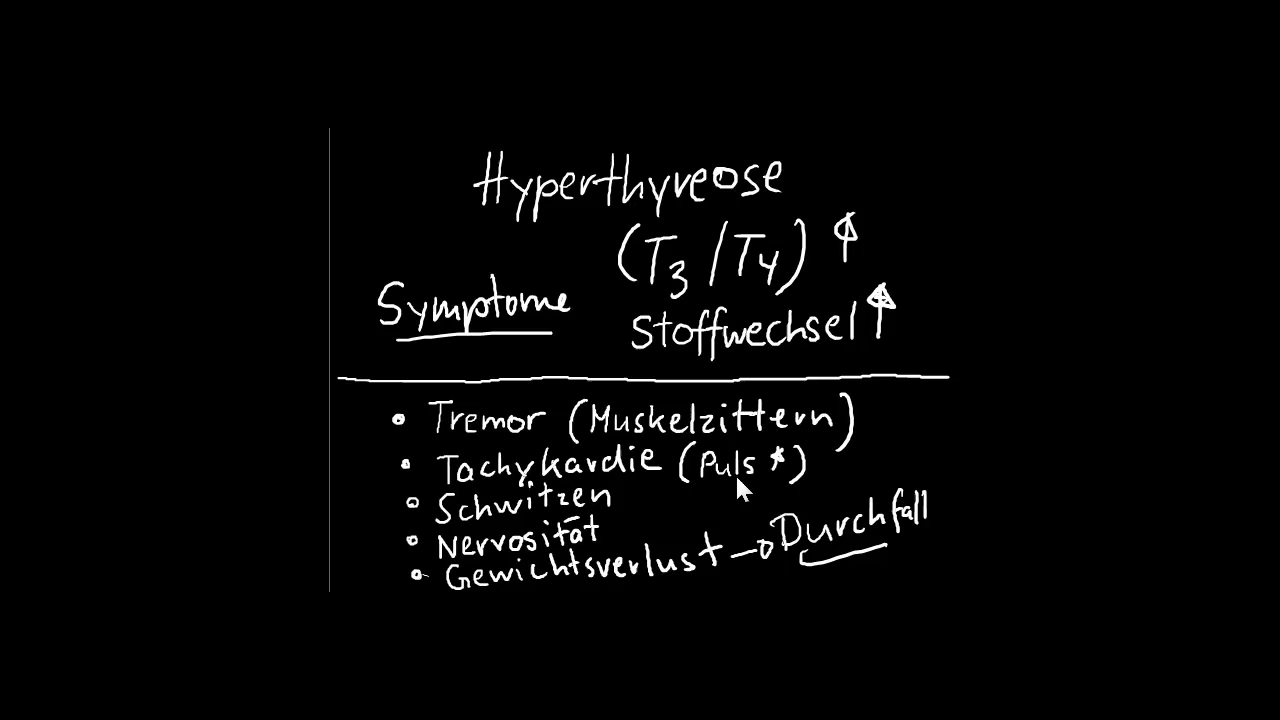 Hyperthyreose
(T3/T4) ↑
Symptome
Stoffwechsel ↑
• Tremor (Muskelzittern)
• Tachykardie (Puls ↑)
• Schwitzen
• Nervosität
• Gewichtsverlust → Durchfall